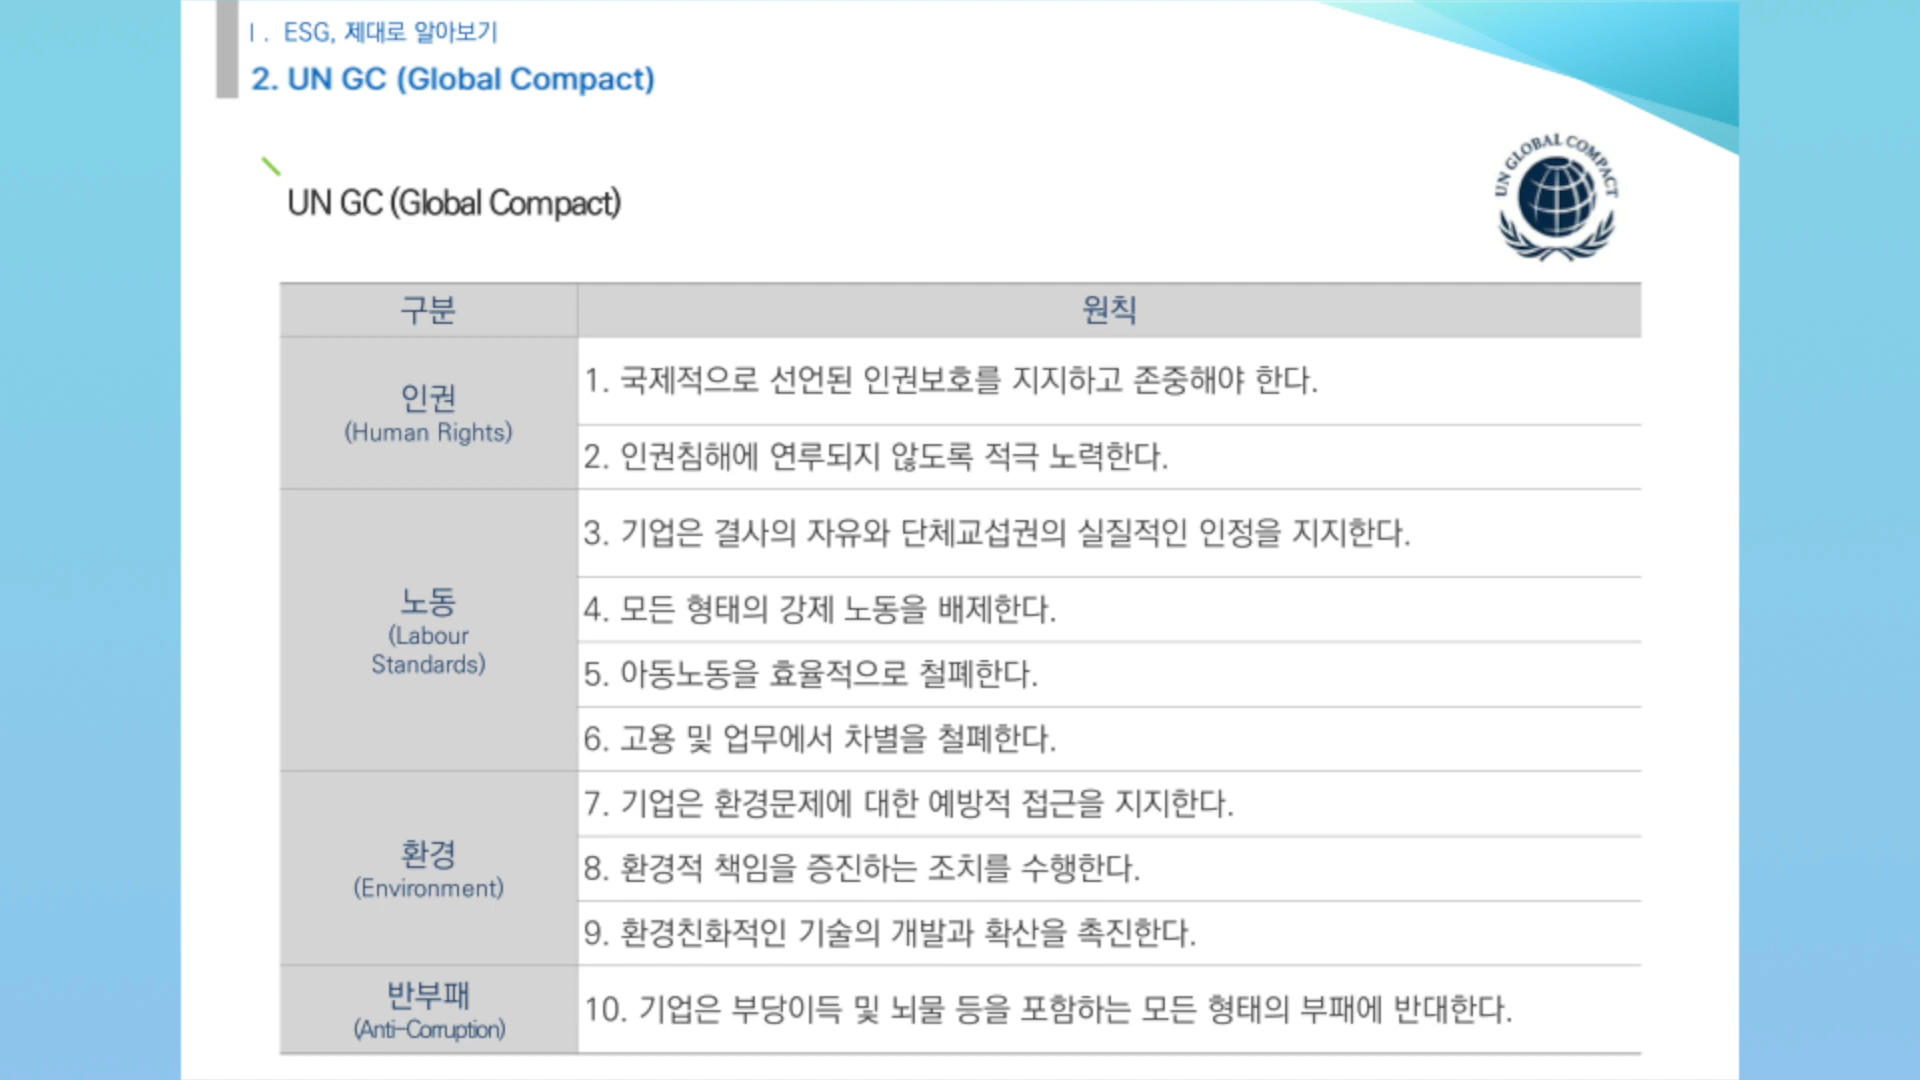 Ⅰ. ESG, 제대로 알아보기
2. UN GC (Global Compact)
UN GLOBAL COMPACT
UN GC (Global Compact)
구분
원칙
인권
(Human Rights)
1. 국제적으로 선언된 인권보호를 지지하고 존중해야 한다.
2. 인권침해에 연루되지 않도록 적극 노력한다.
노동
(Labour
Standards)
3. 기업은 결사의 자유와 단체교섭권의 실질적인 인정을 지지한다.
4. 모든 형태의 강제 노동을 배제한다.
5. 아동노동을 효율적으로 철폐한다.
6. 고용 및 업무에서 차별을 철폐한다.
환경
(Environment)
7. 기업은 환경문제에 대한 예방적 접근을 지지한다.
8. 환경적 책임을 증진하는 조치를 수행한다.
9. 환경친화적인 기술의 개발과 확산을 촉진한다.
반부패
(Anti-Corruption)
10. 기업은 부당이득 및 뇌물 등을 포함하는 모든 형태의 부패에 반대한다.